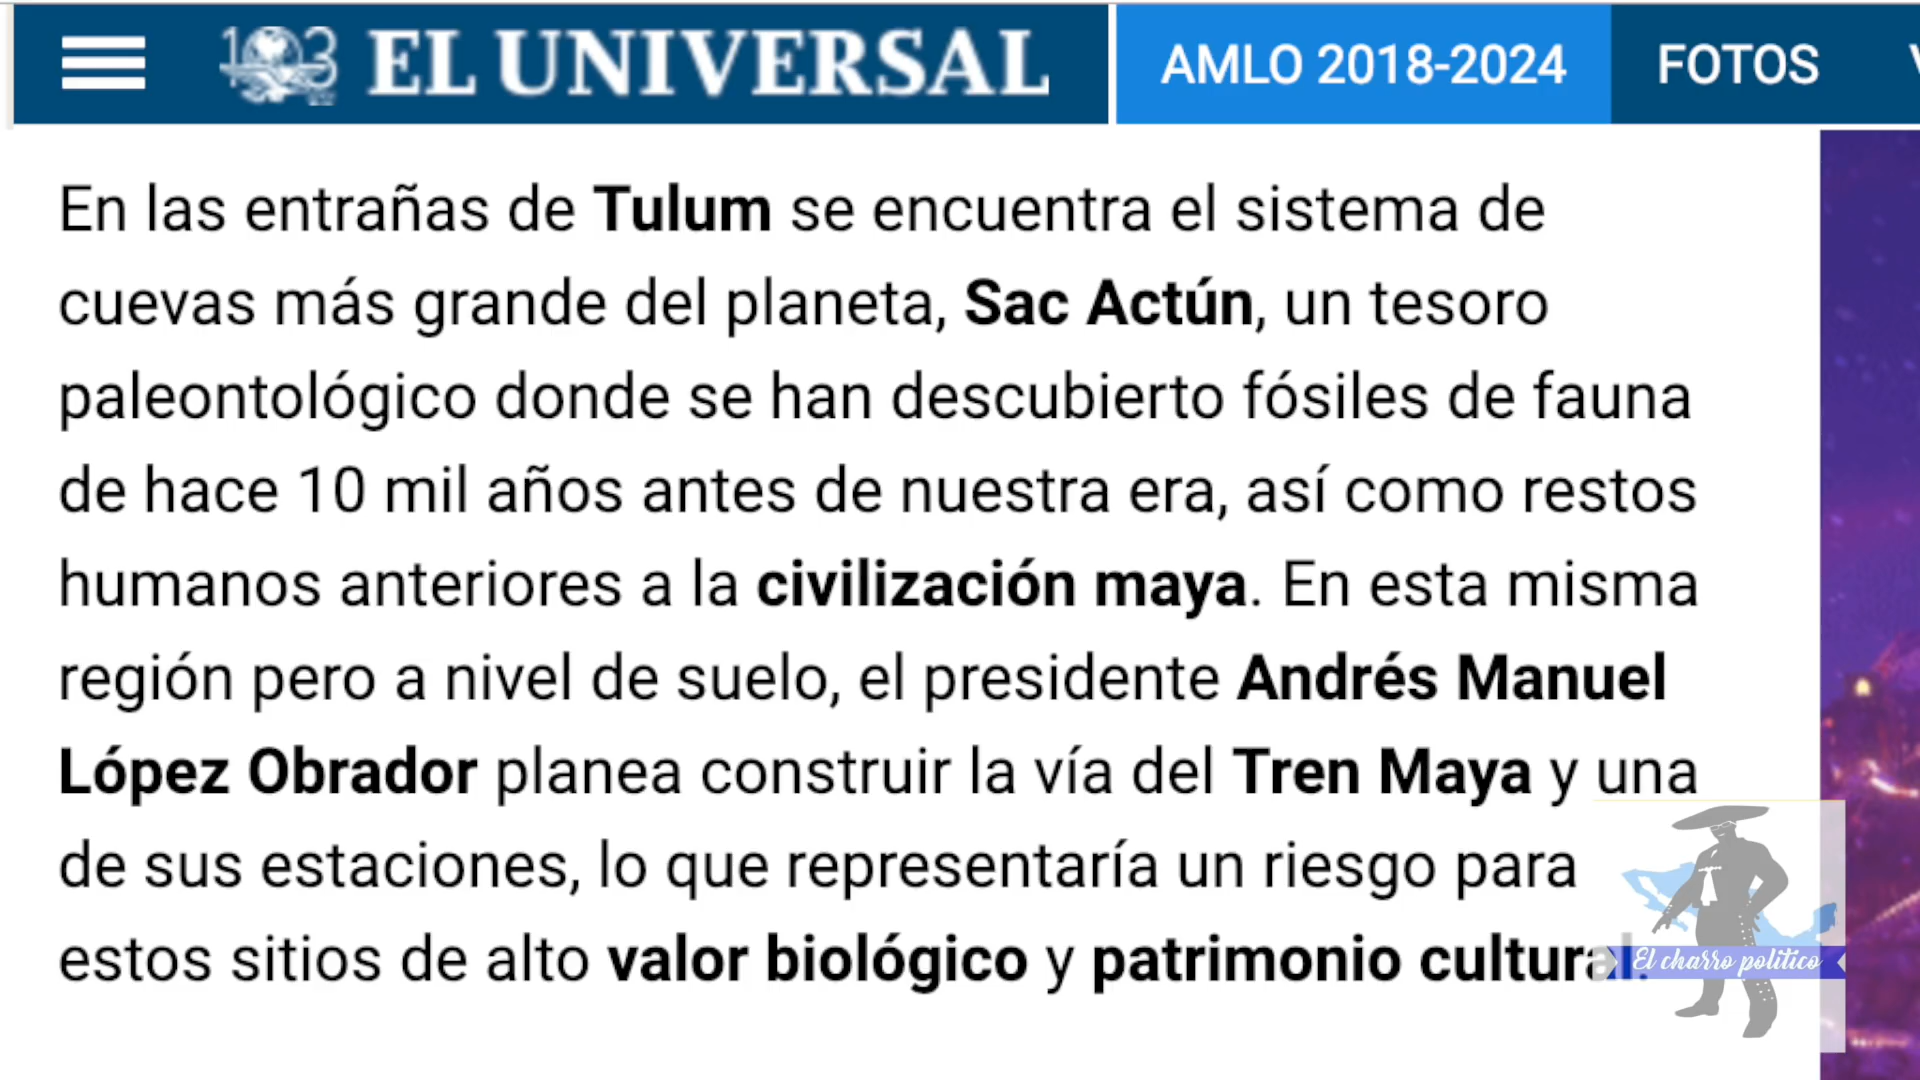 103 EL UNIVERSAL AMLO 2018-2024 FOTOS
En las entrañas de Tulum se encuentra el sistema de
cuevas más grande del planeta, Sac Actún, un tesoro
paleontológico donde se han descubierto fósiles de fauna
de hace 10 mil años antes de nuestra era, así como restos
humanos anteriores a la civilización maya. En esta misma
región pero a nivel de suelo, el presidente Andrés Manuel
López Obrador planea construir la vía del Tren Maya y una
de sus estaciones, lo que representaría un riesgo para
estos sitios de alto valor biológico y patrimonio cultural.
El charro político